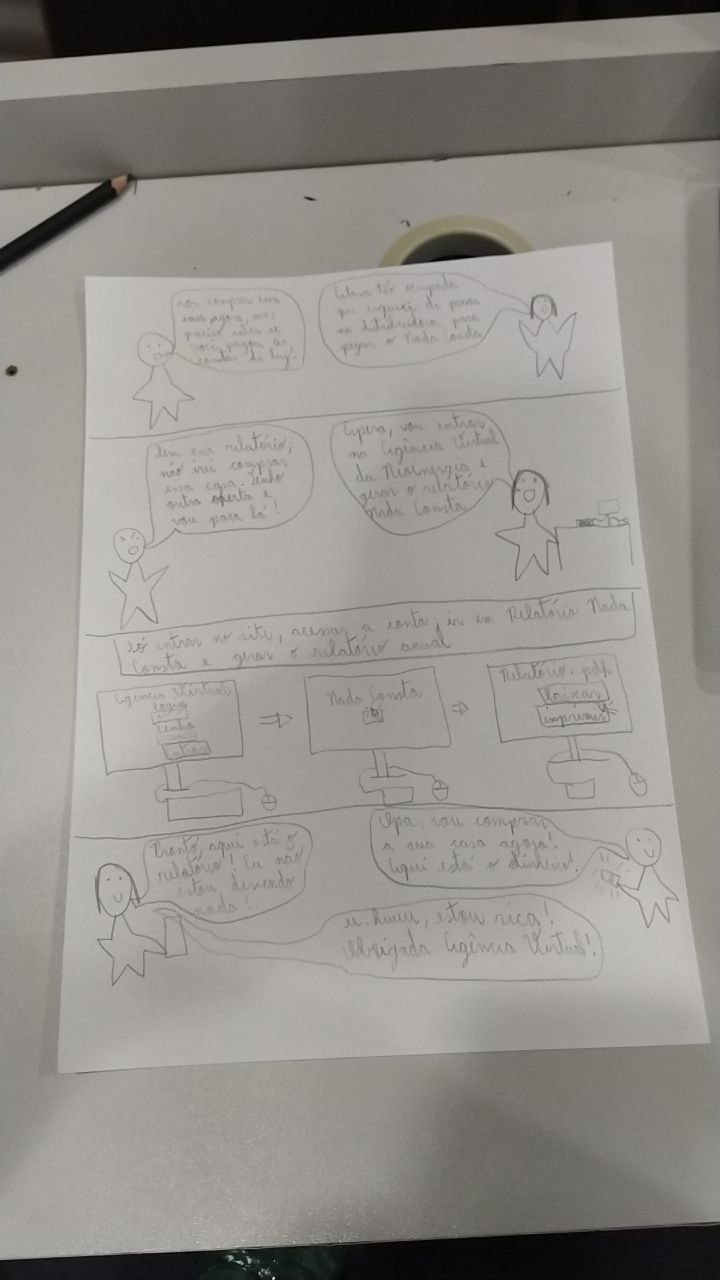 vou comprar essa
casa agora, mas
preciso saber se
você pagou as
contas de luz!
Estava tão ocupada
que esqueci de passar
na distribuidora para
pegar o Nada Consta
Sem esse relatório,
não irei comprar
essa casa. Tenho
outra oferta e
vou para lá!
Espera, vou entrar
na Agência Virtual
da Neoenergia e
gerar o relatório
Nada Consta
Só entrar no site, acessar a conta, ir em Relatório Nada
Consta e gerar o relatório anual
Agência Virtual
Login
Senha
Entrar
Nada Consta
Relatório.pdf
baixar
imprimir
Pronto, aqui está o
relatório! Eu não
estou devendo
nada!
Opa, vou comprar
a sua casa agora!
Aqui está o dinheiro!
u-huuu, estou rica!
Obrigada Agência Virtual!